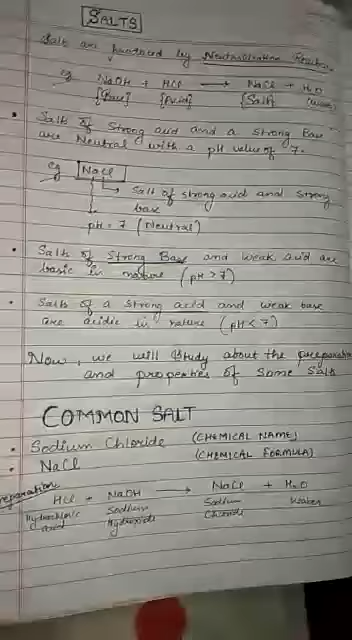 SALTS
Salt are produced by Neutralization Reaction.
eg NaOH + HCl → NaCl + H₂O
[Base] [Acid] [Salt] (water)
• Salts of Strong acid and a Strong Base
are Neutral with a pH value of 7.
eg NaCl
→ Salt of strong acid and strong
base
pH = 7 (Neutral)
• Salts of Strong Base and weak acid are
basic in nature (pH > 7)
• Salts of a strong acid and weak base
are acidic in nature (pH < 7)
Now, we will Study about the preparation
and properties of some Salt
COMMON SALT
• Sodium Chloride (CHEMICAL NAME)
• NaCl (CHEMICAL FORMULA)
Preparation
HCl + NaOH → NaCl + H₂O
Hydrochloric Sodium Sodium Water
acid Hydroxide Chloride